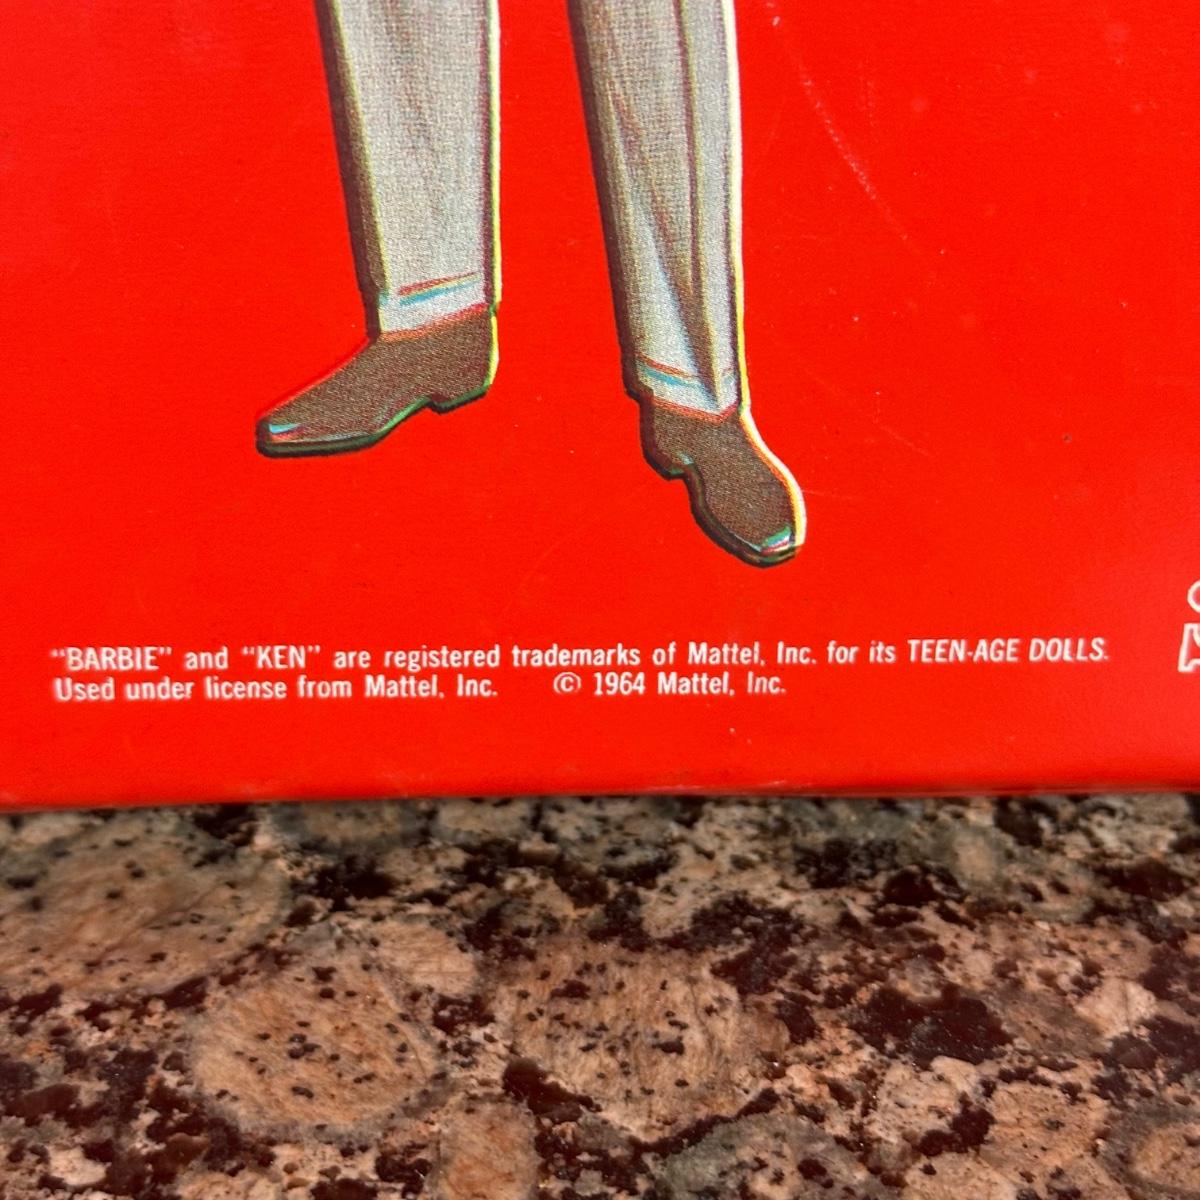 "BARBIE" and "KEN" are registered trademarks of Mattel, Inc. for its TEEN-AGE DOLLS.
Used under license from Mattel, Inc. © 1964 Mattel, Inc.